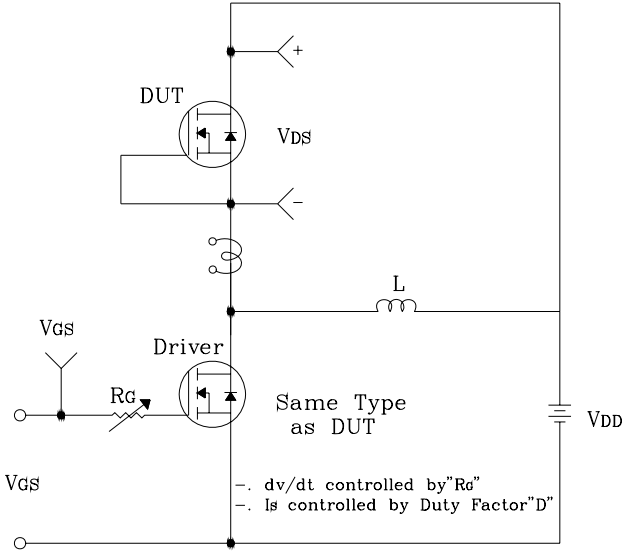 +
DUT
VDS
−
L
VGS
Driver
RG
Same Type
as DUT
VDD
VGS
−. dv/dt controlled by"RG"
−. Is controlled by Duty Factor"D"